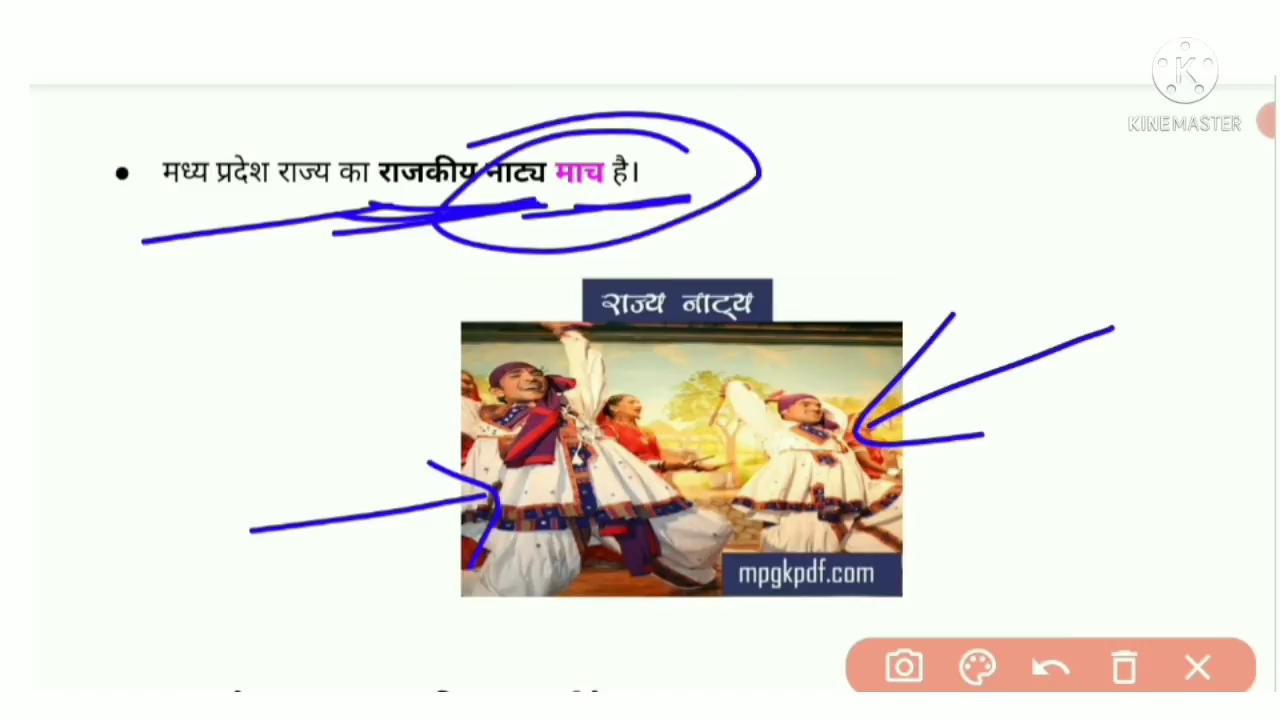 KINEMASTER
• मध्य प्रदेश राज्य का राजकीय नाट्य माच है।
राज्य नाट्य
mpgkpdf.com